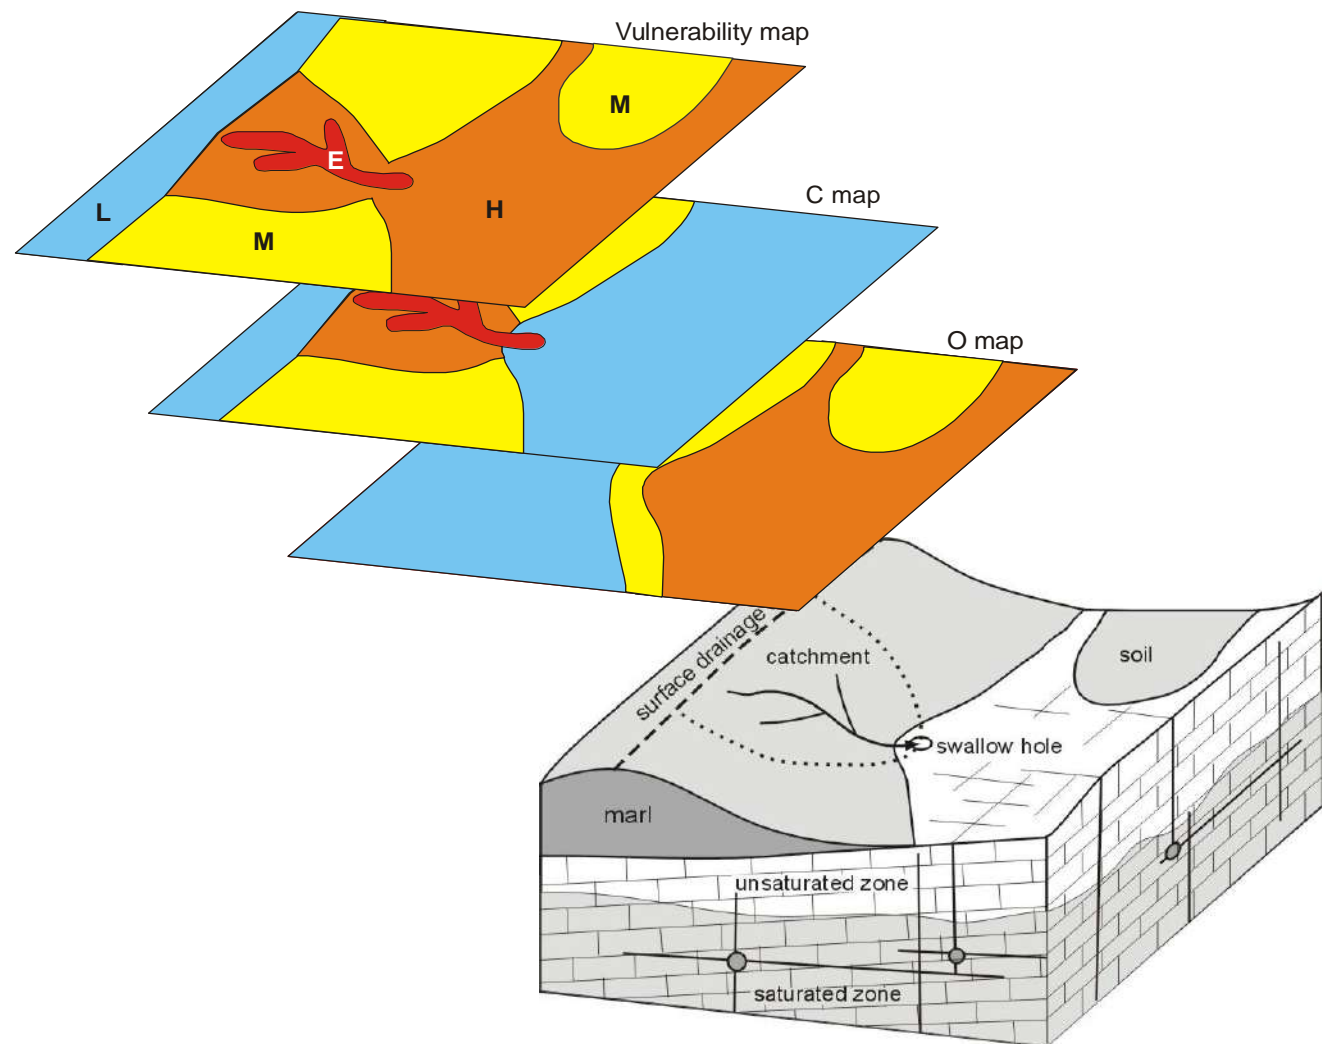 Vulnerability map
M
E
L
H
M
C map
O map
surface drainage
catchment
soil
swallow hole
marl
unsaturated zone
saturated zone